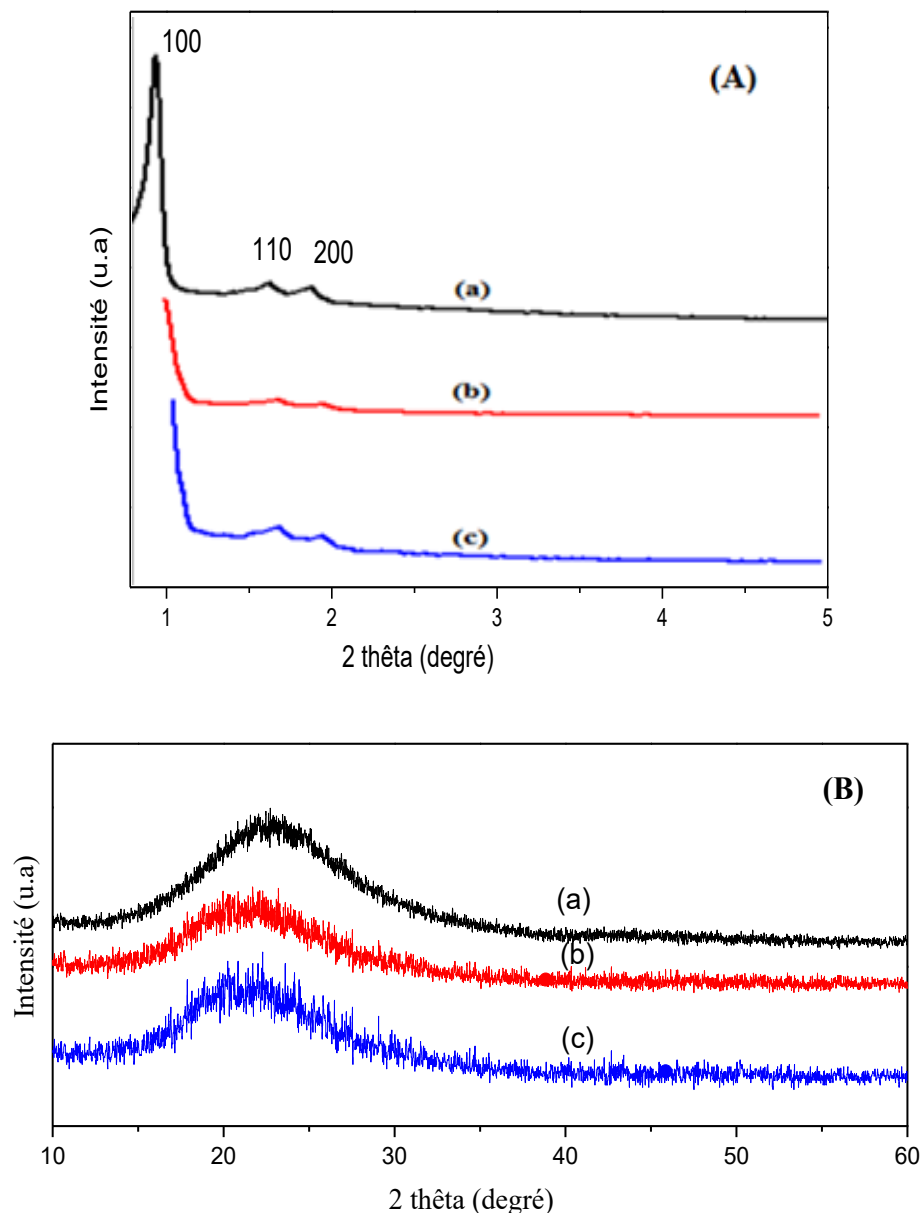 100
(A)
110
200
(a)
(b)
(c)
Intensité (u.a)
1 2 3 4 5
2 thêta (degré)
(B)
(a)
(b)
(c)
Intensité (u.a)
10 20 30 40 50 60
2 thêta (degré)